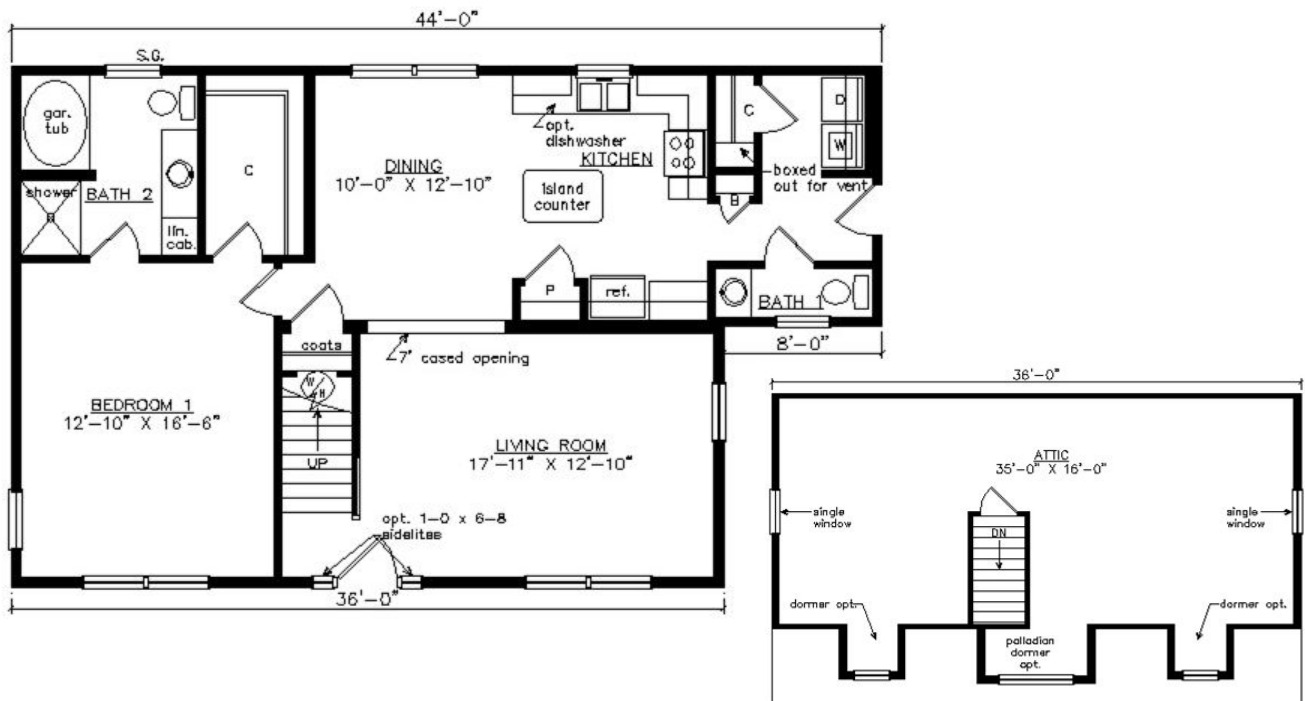 44'-0"
S.G.
gar.
tub
shower
BATH 2
lin.
cab.
C
DINING
10'-0" X 12'-10"
opt.
dishwasher
KITCHEN
Island
counter
C
D
W
boxed
out for vent
B
P
ref.
BATH 1
8'-0"
coats
7' cased opening
W
H
UP
BEDROOM 1
12'-10" X 16'-6"
LIVING ROOM
17'-11" X 12'-10"
opt. 1-0 x 6-8
sidelites
36'-0"
36'-0"
ATTIC
35'-0" X 16'-0"
single
window
single
window
DN
dormer opt.
dormer opt.
palladian
dormer
opt.